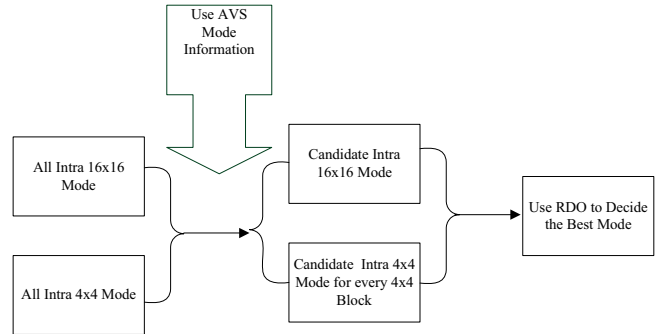 Use AVS
Mode
Information
All Intra 16x16
Mode
Candidate Intra
16x16 Mode
Use RDO to Decide
the Best Mode
All Intra 4x4 Mode
Candidate Intra 4x4
Mode for every 4x4
Block